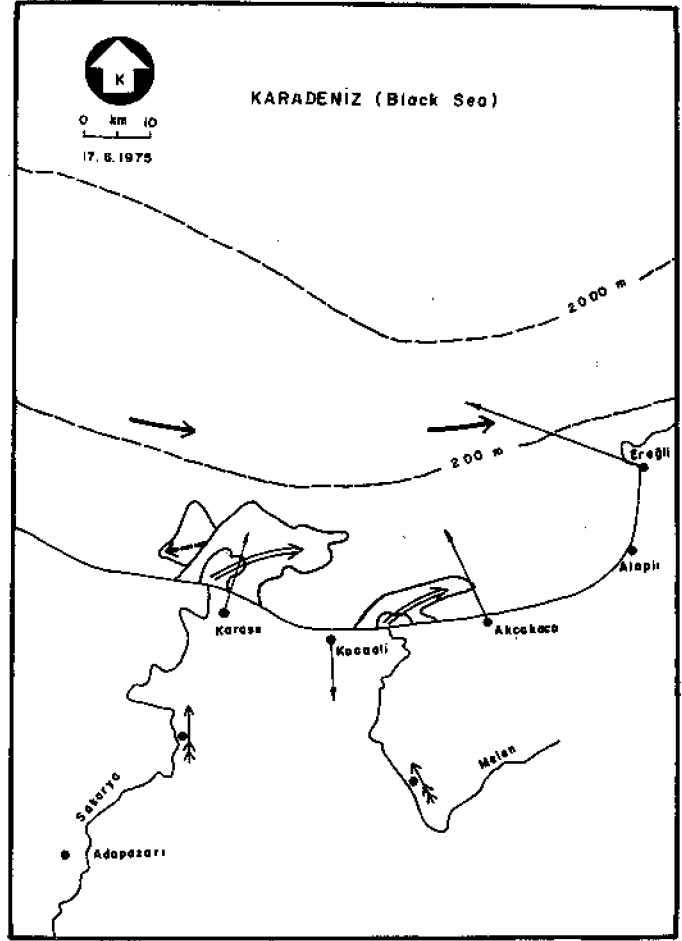 K
KARADENİZ (Black Sea)
0 km 10
17.6.1975
2000 m
200 m
Ereğli
Alaplı
Karasu
Kocaali
Akcakoca
Melen
Sakarya
Adapazarı